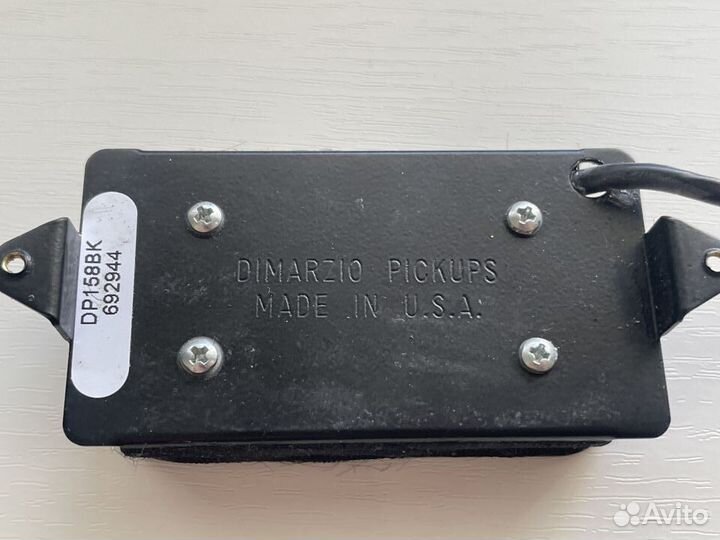 DP158BK
692944
DIMARZIO PICKUPS
MADE IN U.S.A.
Avito